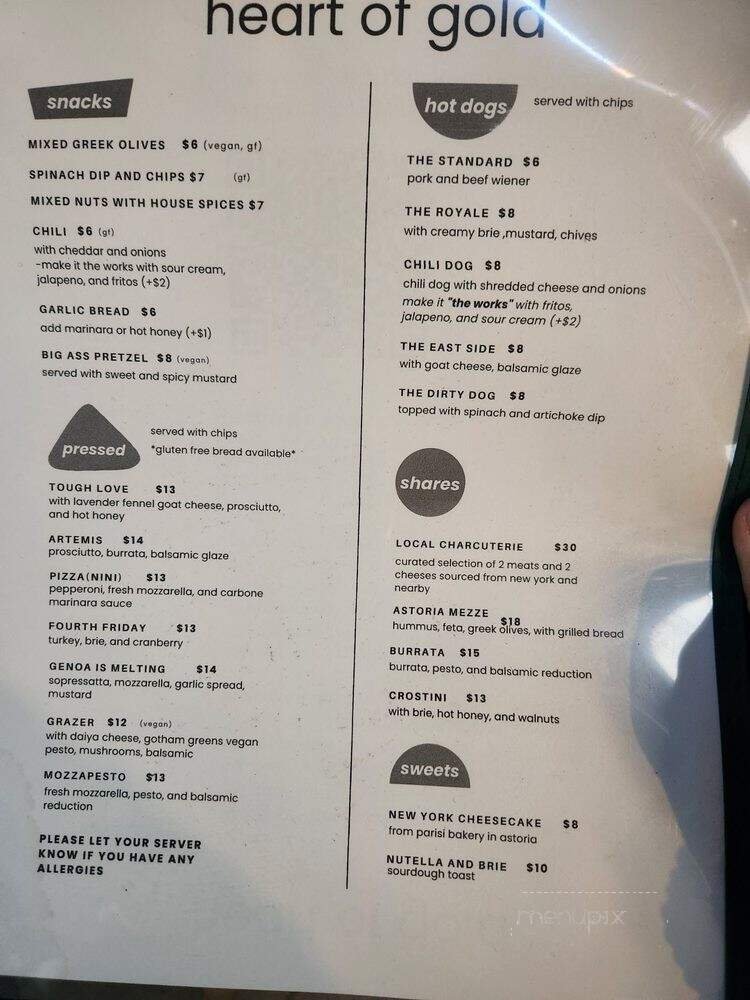 heart of gold
snacks
MIXED GREEK OLIVES $6 (vegan, gf)
SPINACH DIP AND CHIPS $7 (gf)
MIXED NUTS WITH HOUSE SPICES $7
CHILI $6 (gf)
with cheddar and onions
-make it the works with sour cream,
jalapeno, and fritos (+$2)
GARLIC BREAD $6
add marinara or hot honey (+$1)
BIG ASS PRETZEL $8 (vegan)
served with sweet and spicy mustard
pressed
served with chips
*gluten free bread available*
TOUGH LOVE $13
with lavender fennel goat cheese, prosciutto,
and hot honey
ARTEMIS $14
prosciutto, burrata, balsamic glaze
PIZZA(NINI) $13
pepperoni, fresh mozzarella, and carbone
marinara sauce
FOURTH FRIDAY $13
turkey, brie, and cranberry
GENOA IS MELTING $14
sopressatta, mozzarella, garlic spread,
mustard
GRAZER $12 (vegan)
with daiya cheese, gotham greens vegan
pesto, mushrooms, balsamic
MOZZAPESTO $13
fresh mozzarella, pesto, and balsamic
reduction
PLEASE LET YOUR SERVER
KNOW IF YOU HAVE ANY
ALLERGIES
hot dogs
served with chips
THE STANDARD $6
pork and beef wiener
THE ROYALE $8
with creamy brie ,mustard, chives
CHILI DOG $8
chili dog with shredded cheese and onions
make it "the works" with fritos,
jalapeno, and sour cream (+$2)
THE EAST SIDE $8
with goat cheese, balsamic glaze
THE DIRTY DOG $8
topped with spinach and artichoke dip
shares
LOCAL CHARCUTERIE $30
curated selection of 2 meats and 2
cheeses sourced from new york and
nearby
ASTORIA MEZZE $18
hummus, feta, greek olives, with grilled bread
BURRATA $15
burrata, pesto, and balsamic reduction
CROSTINI $13
with brie, hot honey, and walnuts
sweets
NEW YORK CHEESECAKE $8
from parisi bakery in astoria
NUTELLA AND BRIE $10
sourdough toast
menupix